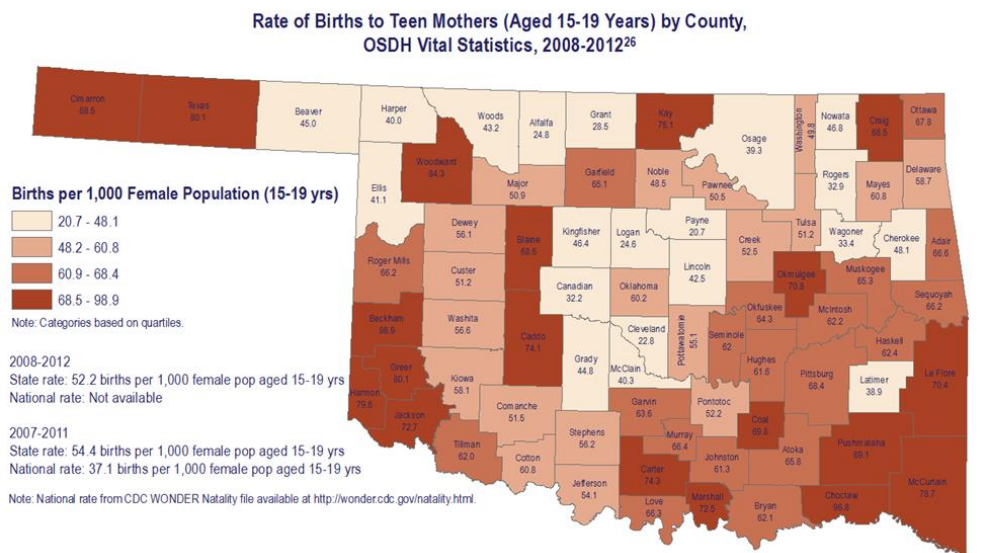 Rate of Births to Teen Mothers (Aged 15-19 Years) by County,
OSDH Vital Statistics, 2008-2012²⁶
Cimarron
68.5
Texas
80.1
Beaver
45.0
Harper
40.0
Woods
43.2
Alfalfa
24.8
Grant
28.5
Kay
75.1
Osage
39.3
Washington
49.8
Nowata
46.8
Craig
68.5
Ottawa
67.8
Woodward
84.3
Ellis
41.1
Major
50.9
Garfield
65.1
Noble
48.5
Pawnee
50.5
Rogers
32.9
Mayes
60.8
Delaware
58.7
Births per 1,000 Female Population (15-19 yrs)
20.7 - 48.1
48.2 - 60.8
60.9 - 68.4
68.5 - 98.9
Note: Categories based on quartiles.
Dewey
56.1
Blaine
Kingfisher
46.4
Logan
24.6
Payne
20.7
Creek
52.5
Tulsa
51.2
Wagoner
33.4
Cherokee
48.1
Adair
66.6
Roger Mills
66.2
Custer
51.2
Canadian
32.2
Oklahoma
60.2
Lincoln
42.5
Okmulgee
70.8
Muskogee
65.3
Sequoyah
66.2
Okfuskee
64.3
McIntosh
62.2
Beckham
98.9
Washita
56.6
Caddo
74.1
Cleveland
22.8
Pottawatomie
55.1
Seminole
62
Hughes
61.6
Haskell
62.4
Pittsburg
68.4
Latimer
38.9
Le Flore
70.4
Grady
44.8
McClain
40.3
2008-2012
State rate: 52.2 births per 1,000 female pop aged 15-19 yrs
National rate: Not available
Greer
80.1
Kiowa
58.1
Harmon
79.6
Jackson
72.7
Comanche
51.5
Garvin
63.6
Pontotoc
52.2
Coal
69.8
Stephens
56.2
Murray
66.4
Atoka
65.8
Pushmataha
69.1
2007-2011
State rate: 54.4 births per 1,000 female pop aged 15-19 yrs
National rate: 37.1 births per 1,000 female pop aged 15-19 yrs
Tillman
62.0
Cotton
60.8
Carter
74.3
Johnston
61.3
McCurtain
78.7
Jefferson
54.1
Love
66.3
Marshall
72.5
Bryan
62.1
Choctaw
96.8
Note: National rate from CDC WONDER Natality file available at http://wonder.cdc.gov/natality.html.